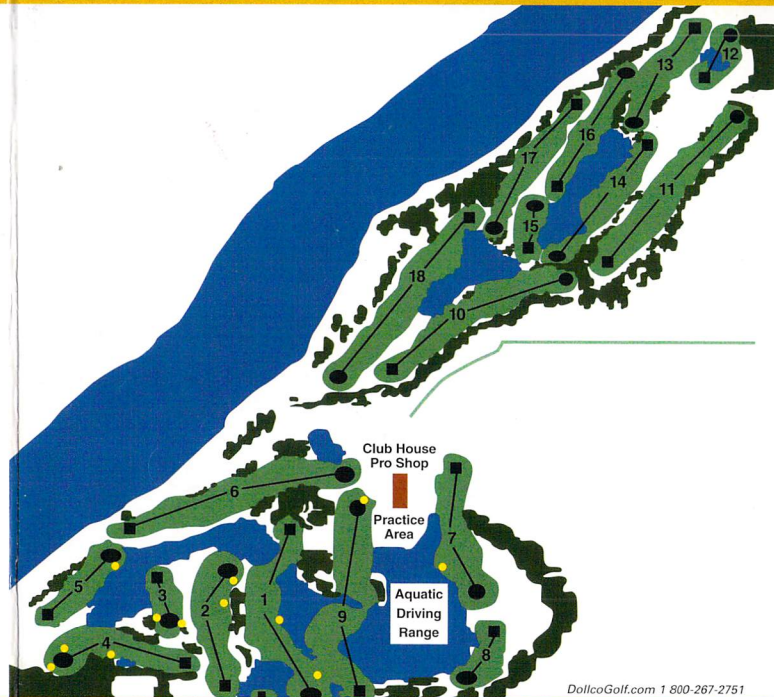 12
13
16
17
14
11
15
18
10
Club House
Pro Shop
6
Practice
Area
7
5
3
2
1
Aquatic
Driving
Range
9
4
8
DollcoGolf.com 1 800-267-2751